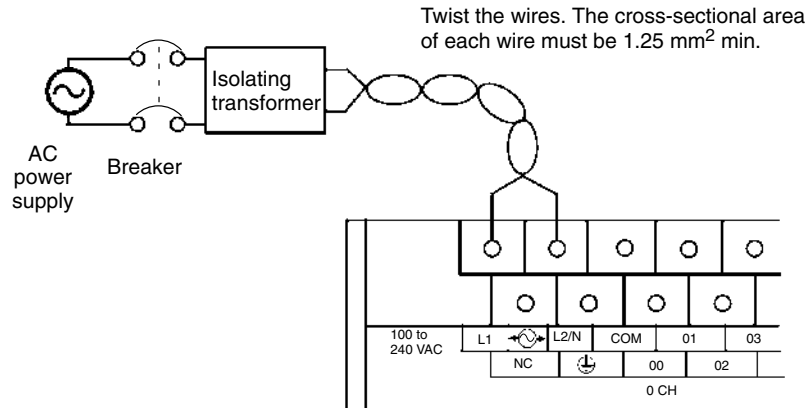 Twist the wires. The cross-sectional area
of each wire must be 1.25 mm² min.
Isolating
transformer
AC
power
supply
Breaker
100 to
240 VAC
L1 L2/N COM 01 03
NC 00 02
0 CH